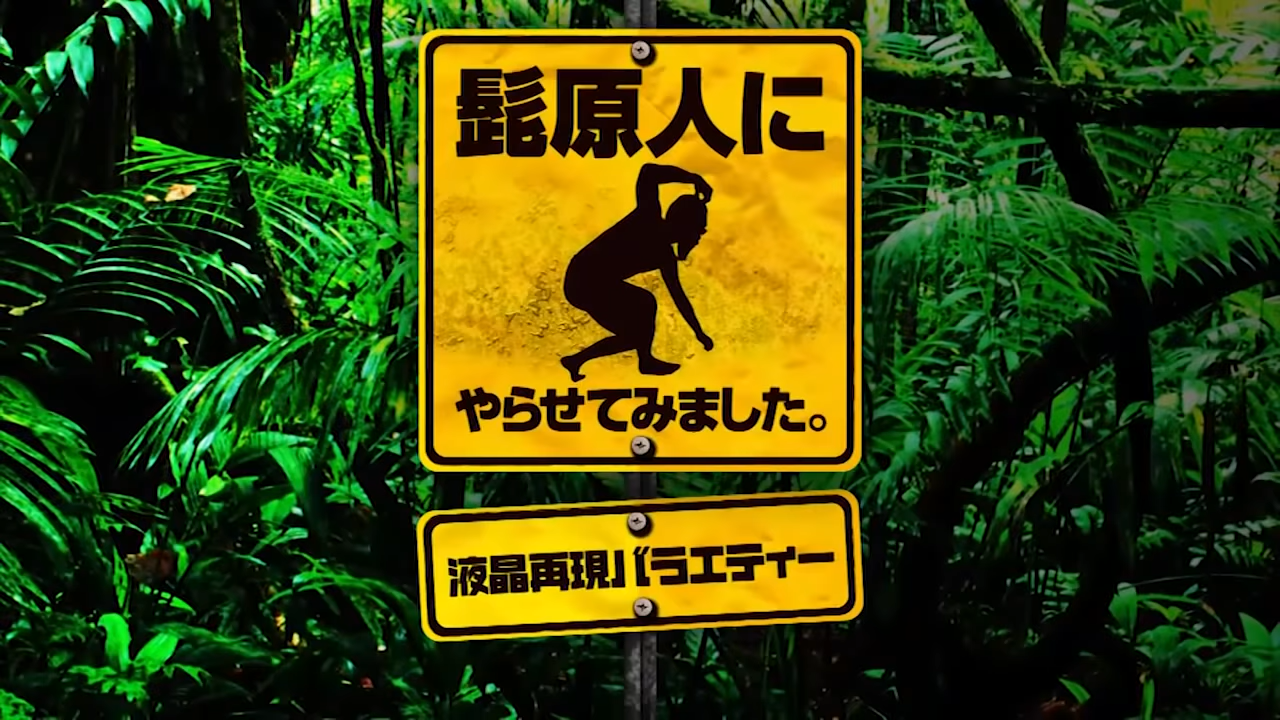 髭原人に
やらせてみました。
液晶再現バラエティー